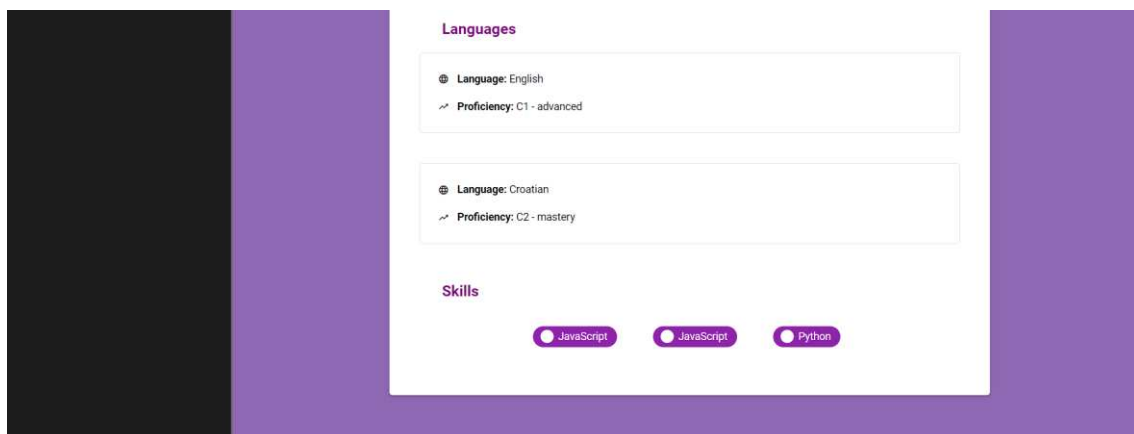 Languages
Language: English
Proficiency: C1 - advanced
Language: Croatian
Proficiency: C2 - mastery
Skills
JavaScript JavaScript Python